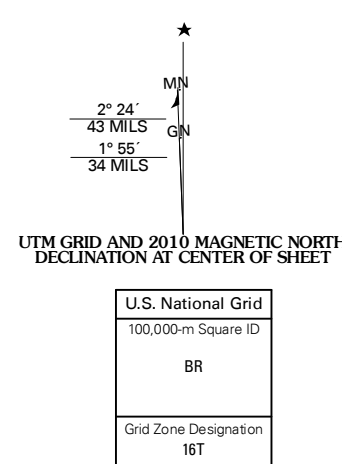 MN
2° 24´
43 MILS
GN
1° 55´
34 MILS
UTM GRID AND 2010 MAGNETIC NORTH
DECLINATION AT CENTER OF SHEET
U.S. National Grid
100,000-m Square ID
BR
Grid Zone Designation
16T